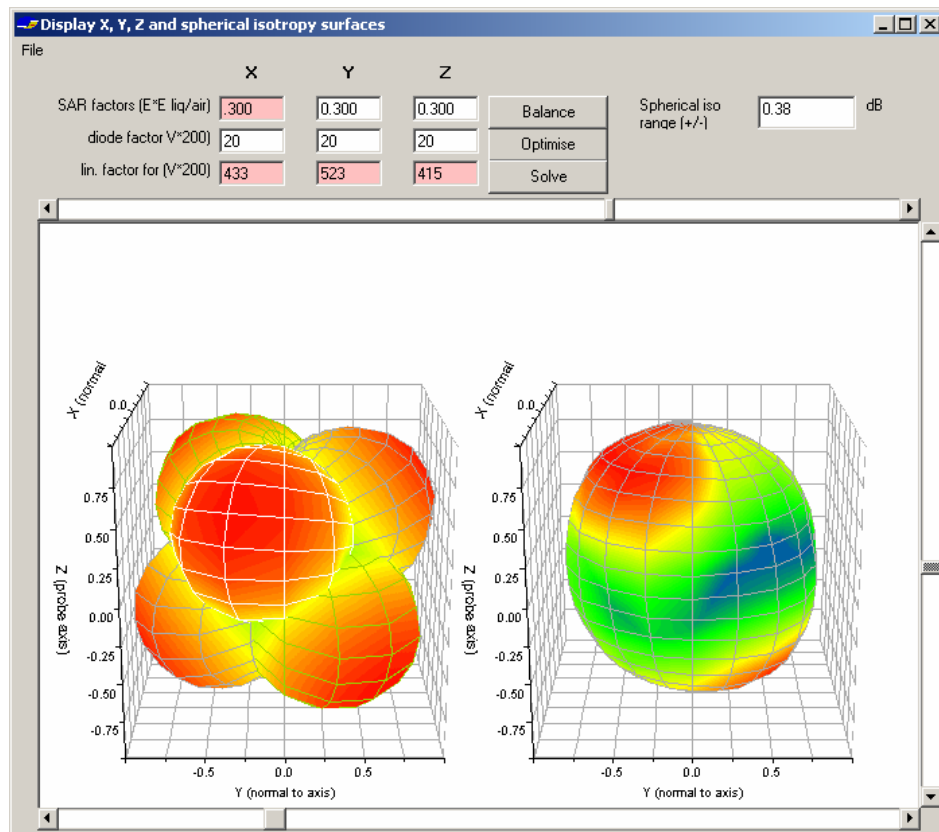 Display X, Y, Z and spherical isotropy surfaces
File
X Y Z
SAR factors (E*E liq/air) .300 0.300 0.300 Balance Spherical iso range (+/-) 0.38 dB
diode factor V*200) 20 20 20 Optimise
lin. factor for (V*200) 433 523 415 Solve
X (normal
0.0
0.75
0.50
0.25
0.00
-0.25
-0.50
-0.75
Z (probe axis)
-0.5 0.0 0.5
Y (normal to axis)
X (normal
0.0
0.75
0.50
0.25
0.00
-0.25
-0.50
-0.75
Z (probe axis)
-0.5 0.0 0.5
Y (normal to axis)